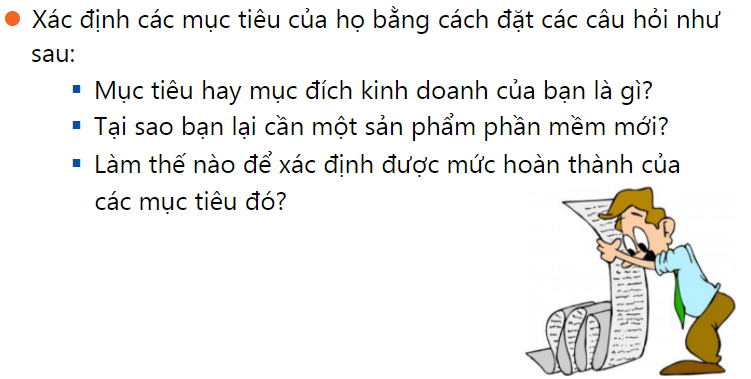 Xác định các mục tiêu của họ bằng cách đặt các câu hỏi như
sau:
Mục tiêu hay mục đích kinh doanh của bạn là gì?
Tại sao bạn lại cần một sản phẩm phần mềm mới?
Làm thế nào để xác định được mức hoàn thành của
các mục tiêu đó?